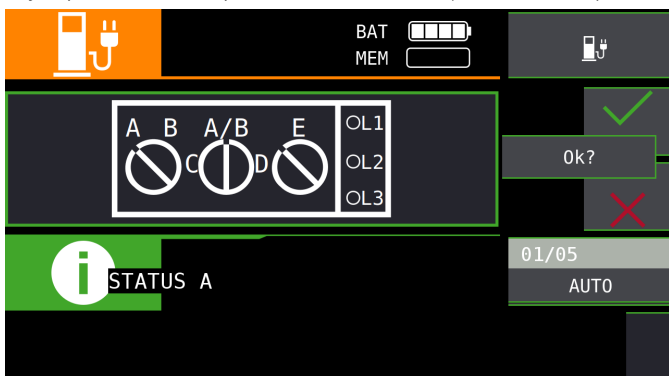 BAT
MEM
A B A/B E
C D
OL1
OL2
OL3
Ok?
i
STATUS A
01/05
AUTO